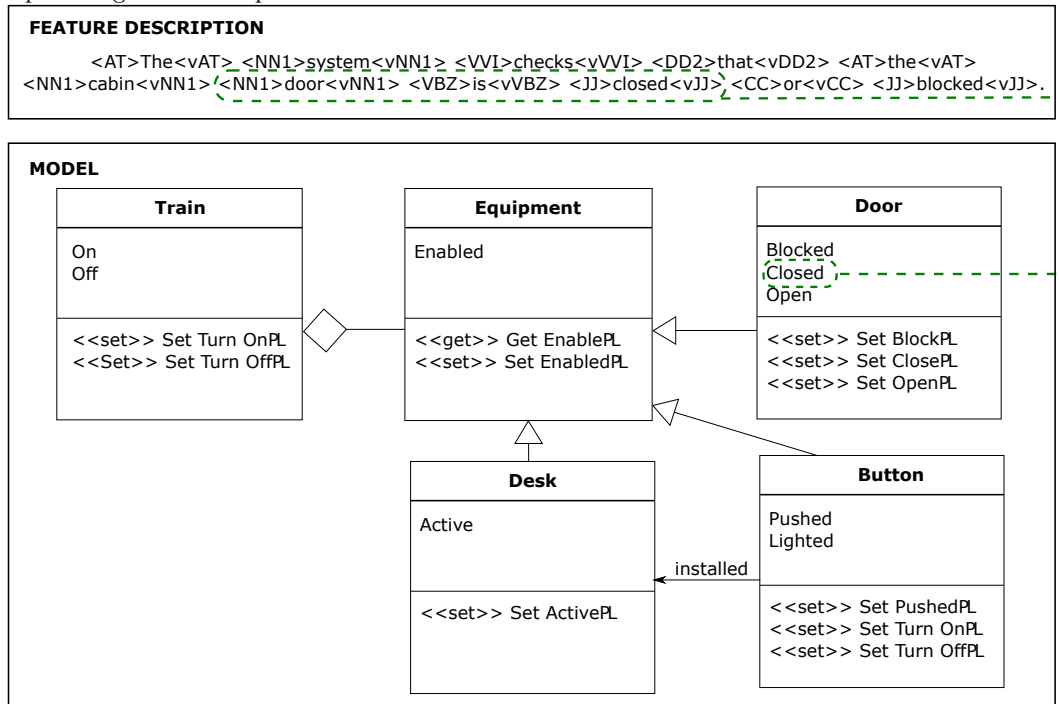 FEATURE DESCRIPTION
<AT>The<vAT> <NN1>system<vNN1> <VVI>checks<vVVI> <DD2>that<vDD2> <AT>the<vAT>
<NN1>cabin<vNN1> <NN1>door<vNN1> <VBZ>is<vVBZ> <JJ>closed<vJJ> <CC>or<vCC> <JJ>blocked<vJJ>.
MODEL
Train
On
Off
<<set>> Set Turn OnPL
<<Set>> Set Turn OffPL
Equipment
Enabled
<<get>> Get EnablePL
<<set>> Set EnabledPL
Door
Blocked
Closed
Open
<<set>> Set BlockPL
<<set>> Set ClosePL
<<set>> Set OpenPL
Desk
Active
<<set>> Set ActivePL
installed
Button
Pushed
Lighted
<<set>> Set PushedPL
<<set>> Set Turn OnPL
<<set>> Set Turn OffPL